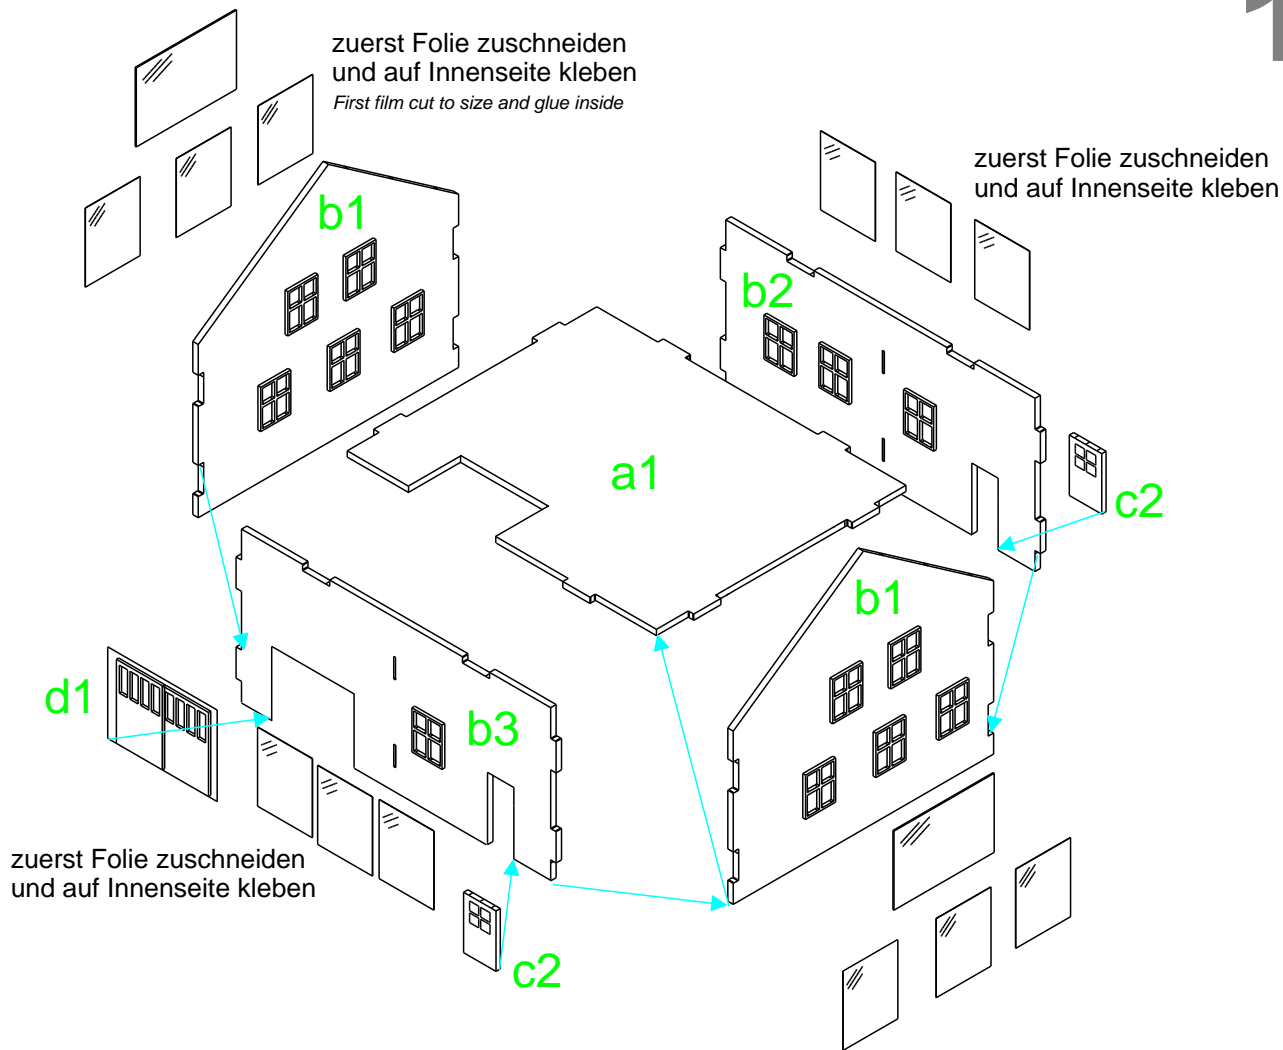 1
zuerst Folie zuschneiden
und auf Innenseite kleben
First film cut to size and glue inside
zuerst Folie zuschneiden
und auf Innenseite kleben
b1
b2
a1
c2
b1
d1
b3
zuerst Folie zuschneiden
und auf Innenseite kleben
c2